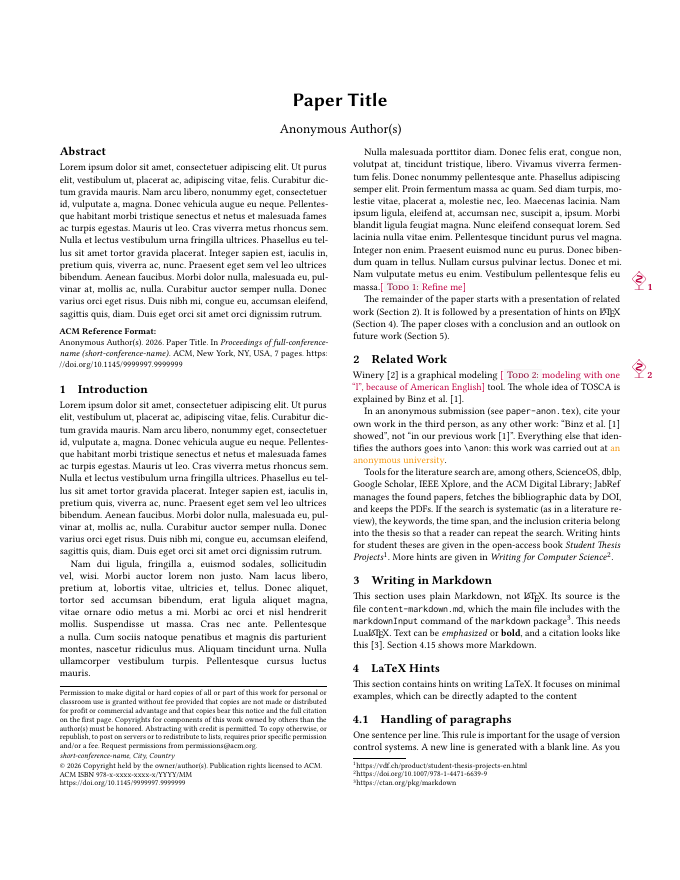 Paper Title
Anonymous Author(s)
Abstract
Lorem ipsum dolor sit amet, consectetuer adipiscing elit. Ut purus
elit, vestibulum ut, placerat ac, adipiscing vitae, felis. Curabitur dic-
tum gravida mauris. Nam arcu libero, nonummy eget, consectetuer
id, vulputate a, magna. Donec vehicula augue eu neque. Pellentes-
que habitant morbi tristique senectus et netus et malesuada fames
ac turpis egestas. Mauris ut leo. Cras viverra metus rhoncus sem.
Nulla et lectus vestibulum urna fringilla ultrices. Phasellus eu tel-
lus sit amet tortor gravida placerat. Integer sapien est, iaculis in,
pretium quis, viverra ac, nunc. Praesent eget sem vel leo ultrices
bibendum. Aenean faucibus. Morbi dolor nulla, malesuada eu, pul-
vinar at, mollis ac, nulla. Curabitur auctor semper nulla. Donec
varius orci eget risus. Duis nibh mi, congue eu, accumsan eleifend,
sagittis quis, diam. Duis eget orci sit amet orci dignissim rutrum.
ACM Reference Format:
Anonymous Author(s). 2026. Paper Title. In Proceedings of full-conference-
name (short-conference-name). ACM, New York, NY, USA, 7 pages. https:
//doi.org/10.1145/9999997.9999999
1 Introduction
Lorem ipsum dolor sit amet, consectetuer adipiscing elit. Ut purus
elit, vestibulum ut, placerat ac, adipiscing vitae, felis. Curabitur dic-
tum gravida mauris. Nam arcu libero, nonummy eget, consectetuer
id, vulputate a, magna. Donec vehicula augue eu neque. Pellentes-
que habitant morbi tristique senectus et netus et malesuada fames
ac turpis egestas. Mauris ut leo. Cras viverra metus rhoncus sem.
Nulla et lectus vestibulum urna fringilla ultrices. Phasellus eu tel-
lus sit amet tortor gravida placerat. Integer sapien est, iaculis in,
pretium quis, viverra ac, nunc. Praesent eget sem vel leo ultrices
bibendum. Aenean faucibus. Morbi dolor nulla, malesuada eu, pul-
vinar at, mollis ac, nulla. Curabitur auctor semper nulla. Donec
varius orci eget risus. Duis nibh mi, congue eu, accumsan eleifend,
sagittis quis, diam. Duis eget orci sit amet orci dignissim rutrum.
Nam dui ligula, fringilla a, euismod sodales, sollicitudin
vel, wisi. Morbi auctor lorem non justo. Nam lacus libero,
pretium at, lobortis vitae, ultricies et, tellus. Donec aliquet,
tortor sed accumsan bibendum, erat ligula aliquet magna,
vitae ornare odio metus a mi. Morbi ac orci et nisl hendrerit
mollis. Suspendisse ut massa. Cras nec ante. Pellentesque
a nulla. Cum sociis natoque penatibus et magnis dis parturient
montes, nascetur ridiculus mus. Aliquam tincidunt urna. Nulla
ullamcorper vestibulum turpis. Pellentesque cursus luctus
mauris.
Permission to make digital or hard copies of all or part of this work for personal or
classroom use is granted without fee provided that copies are not made or distributed
for profit or commercial advantage and that copies bear this notice and the full citation
on the first page. Copyrights for components of this work owned by others than the
author(s) must be honored. Abstracting with credit is permitted. To copy otherwise, or
republish, to post on servers or to redistribute to lists, requires prior specific permission
and/or a fee. Request permissions from permissions@acm.org.
short-conference-name, City, Country
© 2026 Copyright held by the owner/author(s). Publication rights licensed to ACM.
ACM ISBN 978-x-xxxx-xxxx-x/YYYY/MM
https://doi.org/10.1145/9999997.9999999
Nulla malesuada porttitor diam. Donec felis erat, congue non,
volutpat at, tincidunt tristique, libero. Vivamus viverra fermen-
tum felis. Donec nonummy pellentesque ante. Phasellus adipiscing
semper elit. Proin fermentum massa ac quam. Sed diam turpis, mo-
lestie vitae, placerat a, molestie nec, leo. Maecenas lacinia. Nam
ipsum ligula, eleifend at, accumsan nec, suscipit a, ipsum. Morbi
blandit ligula feugiat magna. Nunc eleifend consequat lorem. Sed
lacinia nulla vitae enim. Pellentesque tincidunt purus vel magna.
Integer non enim. Praesent euismod nunc eu purus. Donec biben-
dum quam in tellus. Nullam cursus pulvinar lectus. Donec et mi.
Nam vulputate metus eu enim. Vestibulum pellentesque felis eu
massa.[ Todo 1: Refine me]
1
The remainder of the paper starts with a presentation of related
work (Section 2). It is followed by a presentation of hints on LATEX
(Section 4). The paper closes with a conclusion and an outlook on
future work (Section 5).
2 Related Work
Winery [2] is a graphical modeling [ Todo 2: modeling with one
2
"l", because of American English] tool. The whole idea of TOSCA is
explained by Binz et al. [1].
In an anonymous submission (see paper-anon.tex), cite your
own work in the third person, as any other work: "Binz et al. [1]
showed", not "in our previous work [1]". Everything else that iden-
tifies the authors goes into \anon: this work was carried out at an
anonymous university.
Tools for the literature search are, among others, ScienceOS, dblp,
Google Scholar, IEEE Xplore, and the ACM Digital Library; JabRef
manages the found papers, fetches the bibliographic data by DOI,
and keeps the PDFs. If the search is systematic (as in a literature re-
view), the keywords, the time span, and the inclusion criteria belong
into the thesis so that a reader can repeat the search. Writing hints
for student theses are given in the open-access book Student Thesis
Projects1. More hints are given in Writing for Computer Science2.
3 Writing in Markdown
This section uses plain Markdown, not LATEX. Its source is the
file content-markdown.md, which the main file includes with the
markdownInput command of the markdown package3. This needs
LuaLATEX. Text can be emphasized or bold, and a citation looks like
this [3]. Section 4.15 shows more Markdown.
4 LaTeX Hints
This section contains hints on writing LaTeX. It focuses on minimal
examples, which can be directly adapted to the content
4.1 Handling of paragraphs
One sentence per line. This rule is important for the usage of version
control systems. A new line is generated with a blank line. As you
1https://vdf.ch/product/student-thesis-projects-en.html
2https://doi.org/10.1007/978-1-4471-6639-9
3https://ctan.org/pkg/markdown